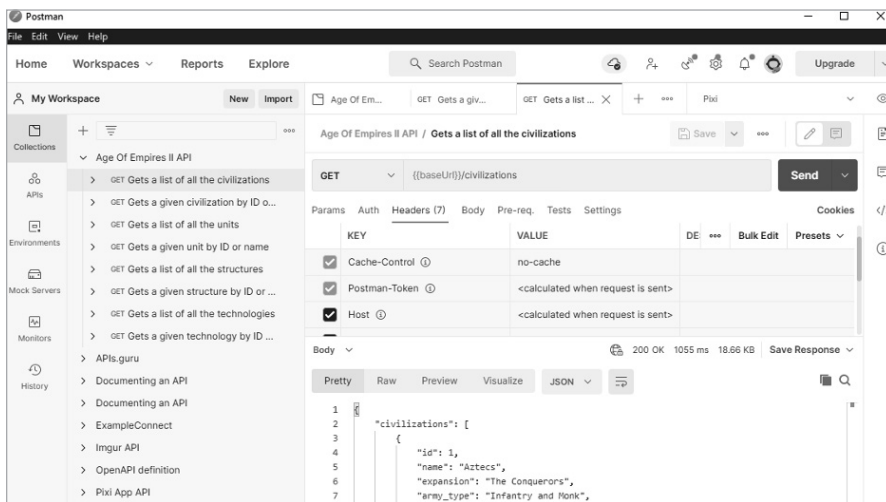 Postman
File Edit View Help
Home Workspaces Reports Explore Search Postman Upgrade
My Workspace New Import
Age Of Em... GET Gets a giv... GET Gets a list ... Pixi
Collections
APIs
Environments
Mock Servers
Monitors
History
Age Of Empires II API
GET Gets a list of all the civilizations
GET Gets a given civilization by ID o...
GET Gets a list of all the units
GET Gets a given unit by ID or name
GET Gets a list of all the structures
GET Gets a given structure by ID or ...
GET Gets a list of all the technologies
GET Gets a given technology by ID ...
APIs.guru
Documenting an API
Documenting an API
ExampleConnect
Imgur API
OpenAPI definition
Pixi App API
Age Of Empires II API / Gets a list of all the civilizations Save
GET {{baseUrl}}/civilizations Send
Params Auth Headers (7) Body Pre-req. Tests Settings Cookies
KEY VALUE DE Bulk Edit Presets
Cache-Control no-cache
Postman-Token <calculated when request is sent>
Host <calculated when request is sent>
Body 200 OK 1055 ms 18.66 KB Save Response
Pretty Raw Preview Visualize JSON
1 {
2 "civilizations": [
3 {
4 "id": 1,
5 "name": "Aztecs",
6 "expansion": "The Conquerors",
7 "army_type": "Infantry and Monk",